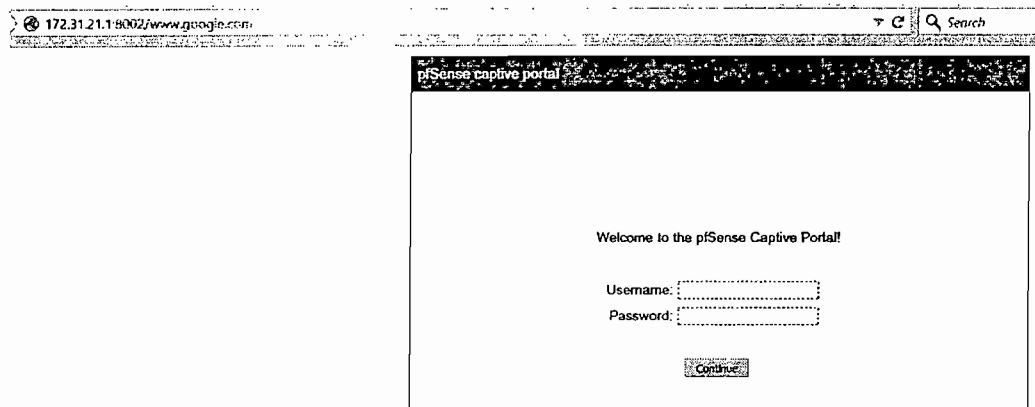 172.31.21.1:8002/www.google.com
Search
pfSense captive portal
Welcome to the pfSense Captive Portal!
Username:
Password:
Continue